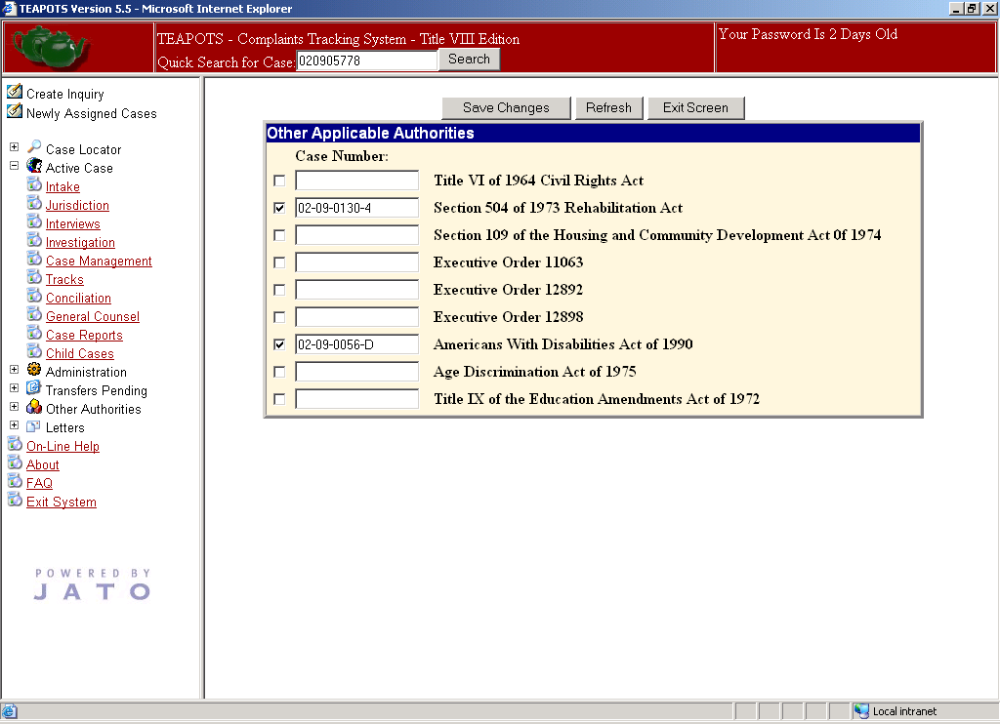 TEAPOTS Version 5.5 - Microsoft Internet Explorer
TEAPOTS - Complaints Tracking System - Title VIII Edition
Your Password Is 2 Days Old
Quick Search for Case: 020905778 Search
Create Inquiry
Newly Assigned Cases
Case Locator
Active Case
Intake
Jurisdiction
Interviews
Investigation
Case Management
Tracks
Conciliation
General Counsel
Case Reports
Child Cases
Administration
Transfers Pending
Other Authorities
Letters
On-Line Help
About
FAQ
Exit System
POWERED BY
JATO
Save Changes Refresh Exit Screen
Other Applicable Authorities
Case Number:
Title VI of 1964 Civil Rights Act
02-09-0130-4 Section 504 of 1973 Rehabilitation Act
Section 109 of the Housing and Community Development Act 0f 1974
Executive Order 11063
Executive Order 12892
Executive Order 12898
02-09-0056-D Americans With Disabilities Act of 1990
Age Discrimination Act of 1975
Title IX of the Education Amendments Act of 1972
Local intranet